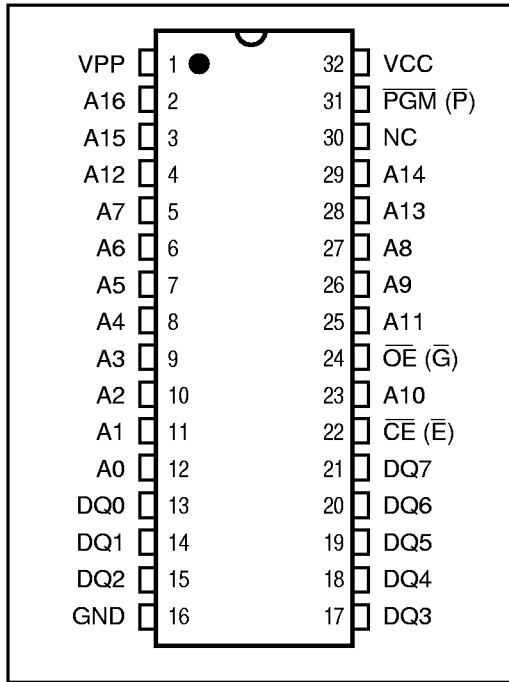 VPP 1 32 VCC
A16 2 31 P̅G̅M̅ (P̅)
A15 3 30 NC
A12 4 29 A14
A7 5 28 A13
A6 6 27 A8
A5 7 26 A9
A4 8 25 A11
A3 9 24 O̅E̅ (G̅)
A2 10 23 A10
A1 11 22 C̅E̅ (E̅)
A0 12 21 DQ7
DQ0 13 20 DQ6
DQ1 14 19 DQ5
DQ2 15 18 DQ4
GND 16 17 DQ3